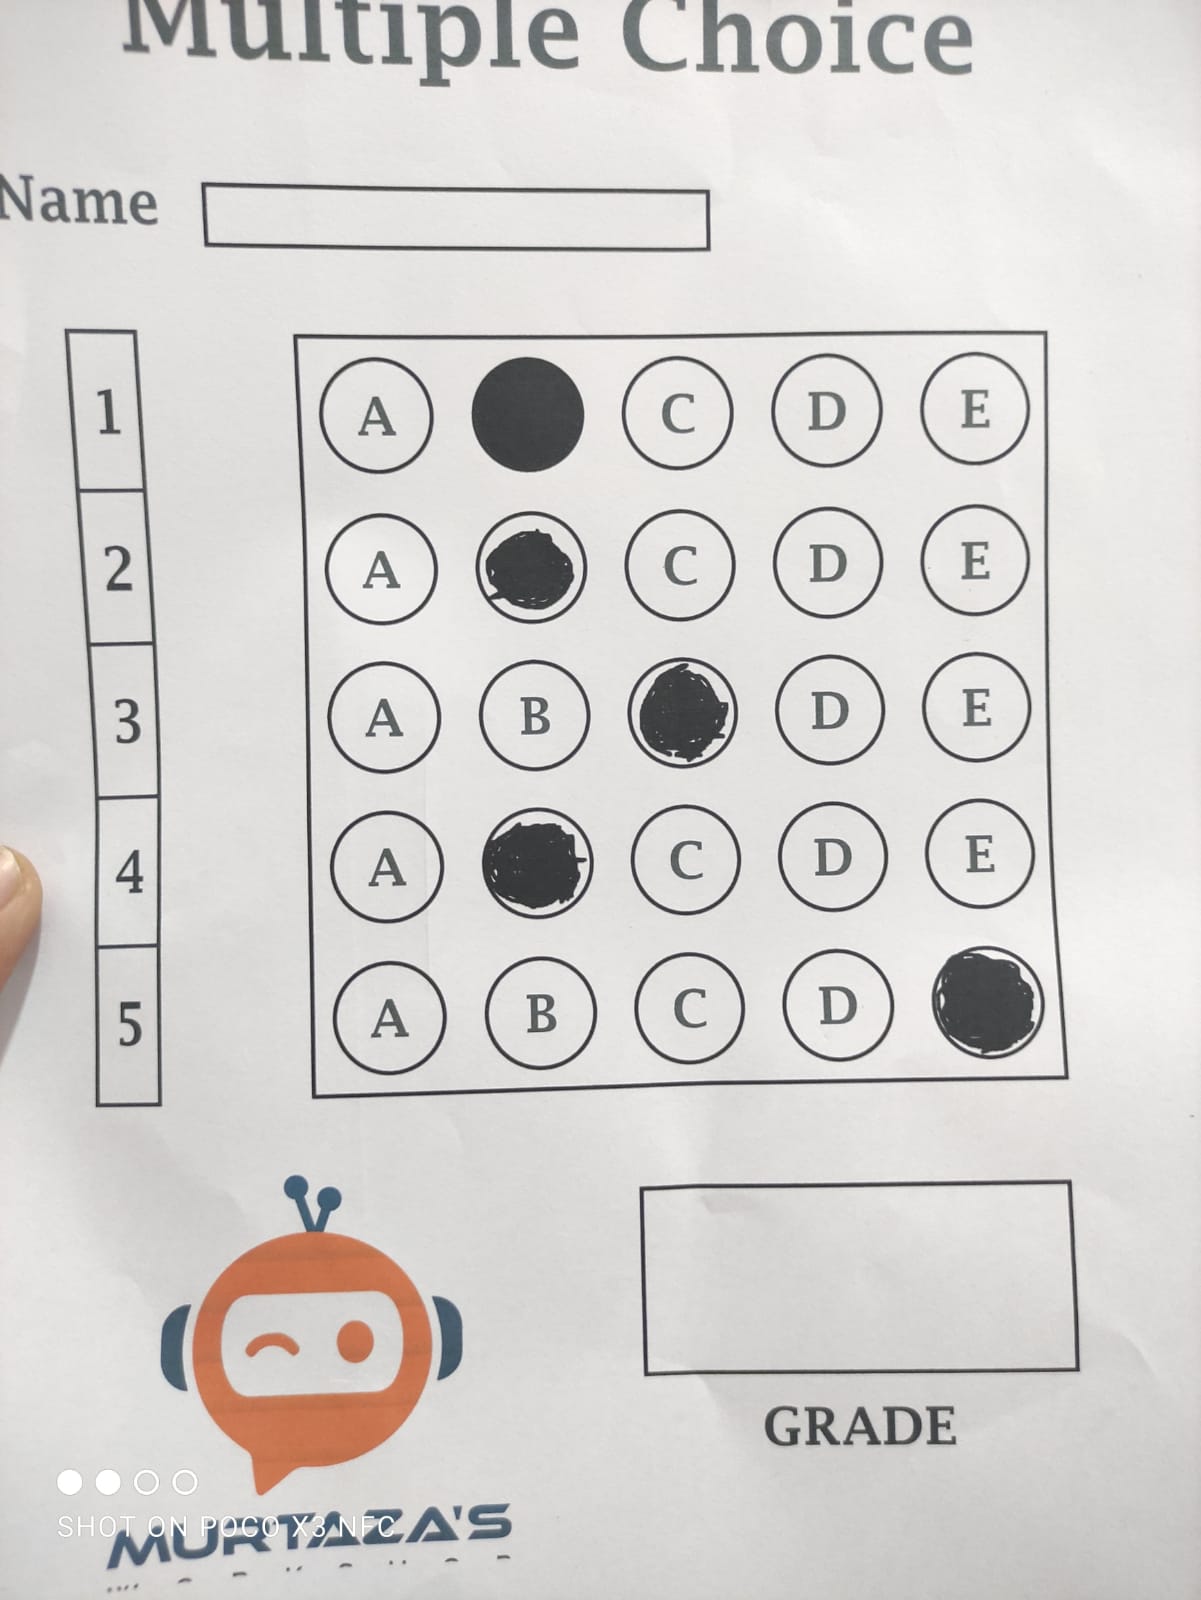 Multiple Choice
Name
1 A C D E
2 A C D E
3 A B D E
4 A C D E
5 A B C D
GRADE
SHOT ON POCO X3 NFC
MURTAZA'S